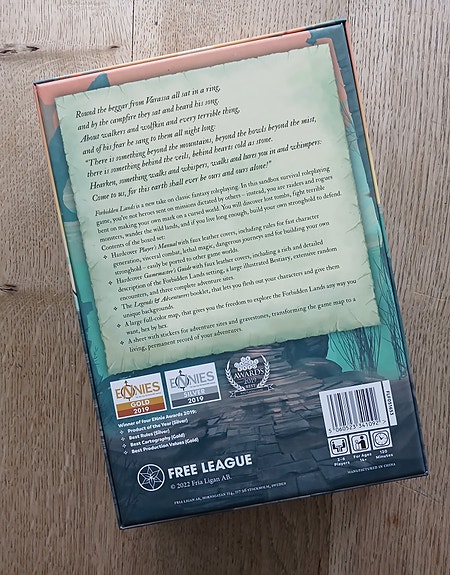 Round the beggar from Varassa all sat in a ring,
and by the campfire they sat and heard his song.
About walkers and wolfkin and every terrible thing,
and of his fear he sang to them all night long:
"There is something beyond the mountains, beyond the howls beyond the mist,
there is something behind the veils, behind hearts cold as stone.
Hearken, something walks and whispers, walks and lures you in and whimpers:
Come to us, for this earth shall ever be ours and ours alone!"
Forbidden Lands is a new take on classic fantasy roleplaying. In this sandbox survival roleplaying
game, you're not heroes sent on missions dictated by others – instead, you are raiders and rogues
bent on making your own mark on a cursed world. You will discover lost tombs, fight terrible
monsters, wander the wild lands, and if you live long enough, build your own stronghold to defend.
Contents of the boxed set:
❖ Hardcover Player's Manual with faux leather covers, including rules for fast character
generation, visceral combat, lethal magic, dangerous journeys and for building your own
stronghold – easily be ported to other game worlds.
❖ Hardcover Gamemaster's Guide with faux leather covers, including a rich and detailed
description of the Forbidden Lands setting, a large illustrated Bestiary, extensive random
encounters, and three complete adventure sites.
❖ The Legends & Adventurers booklet, that lets you flesh out your characters and give them
unique backgrounds.
❖ A large full-color map, that gives you the freedom to explore the Forbidden Lands any way you
want, hex by hex.
❖ A sheet with stickers for adventure sites and gravestones, transforming the game map to a
living, permanent record of your adventures.
ENNIES
GOLD
2019
ENNIES
SILVER
2019
AWARDS
2019
Winner of four ENnie Awards 2019:
❖ Product of the Year (Silver)
❖ Best Rules (Silver)
❖ Best Cartography (Gold)
❖ Best Production Values (Gold)
5 060523 341092
2–6
Players
For Ages
14+
120
Minutes
FREE LEAGUE
© 2022 Fria Ligan AB.
MANUFACTURED IN CHINA